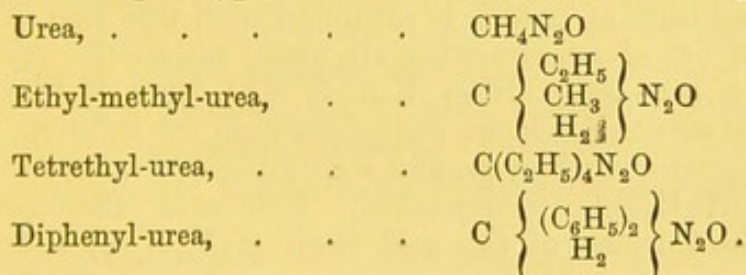 Urea, . . . . . CH₄N₂O
Ethyl-methyl-urea, . . C { C₂H₅ CH₃ H₂ } N₂O
Tetrethyl-urea, . . . C(C₂H₅)₄N₂O
Diphenyl-urea, . . . C { (C₆H₅)₂ H₂ } N₂O .